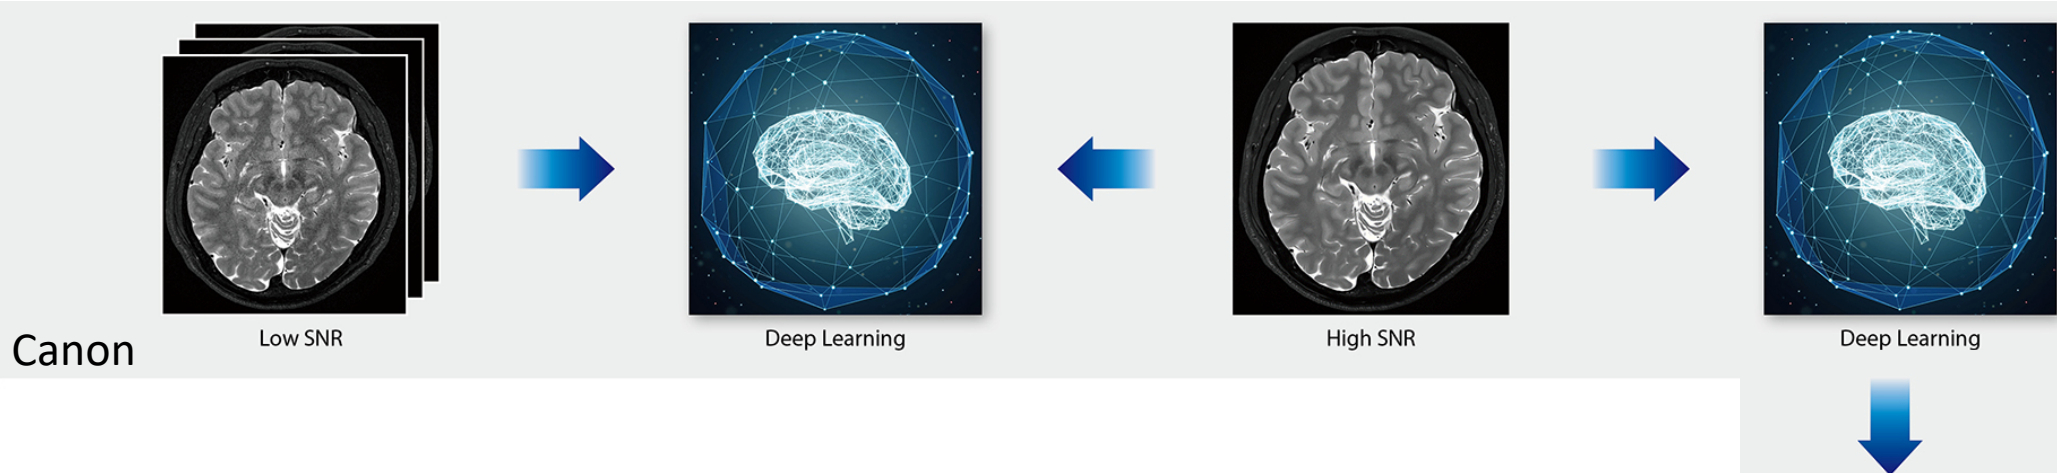 Low SNR
Deep Learning
High SNR
Deep Learning
Canon